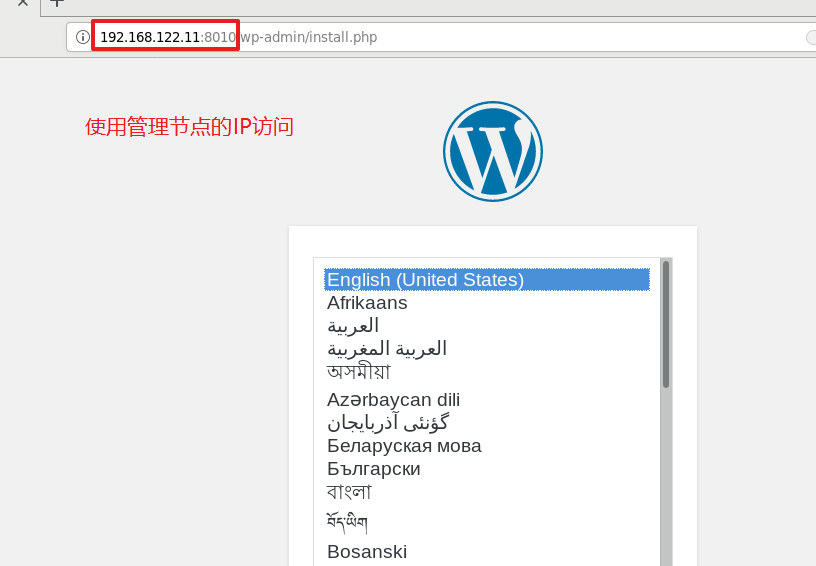 192.168.122.11:8010/wp-admin/install.php
使用管理节点的IP访问
English (United States)
Afrikaans
العربية
العربية المغربية
অসমীয়া
Azərbaycan dili
گؤنئی آذربایجان
Беларуская мова
Български
বাংলা
བོད་ཡིག
Bosanski